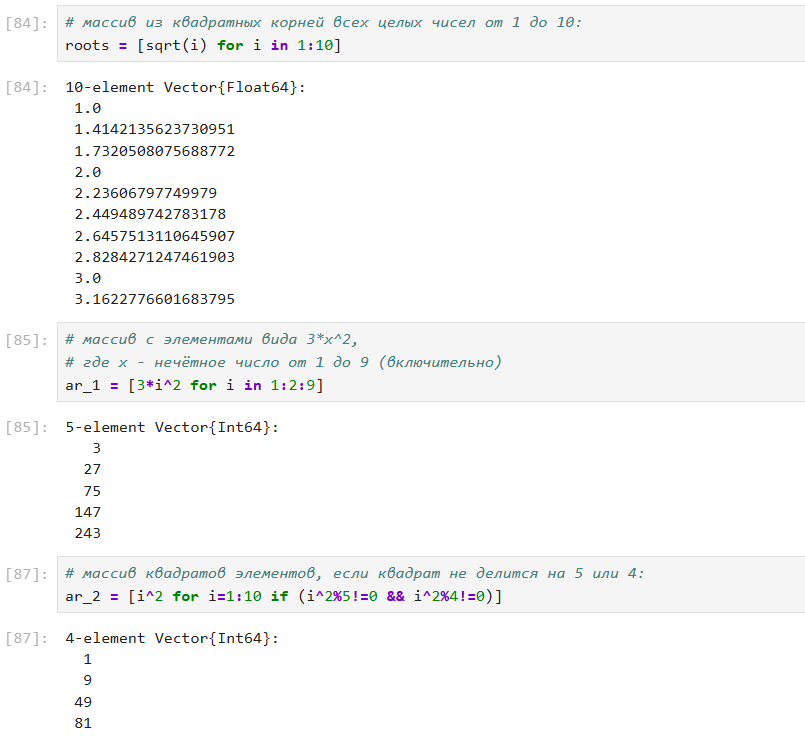 [84]: # массив из квадратных корней всех целых чисел от 1 до 10:
roots = [sqrt(i) for i in 1:10]
[84]: 10-element Vector{Float64}:
1.0
1.4142135623730951
1.7320508075688772
2.0
2.23606797749979
2.449489742783178
2.6457513110645907
2.8284271247461903
3.0
3.1622776601683795
[85]: # массив с элементами вида 3*x^2,
# где x - нечётное число от 1 до 9 (включительно)
ar_1 = [3*i^2 for i in 1:2:9]
[85]: 5-element Vector{Int64}:
3
27
75
147
243
[87]: # массив квадратов элементов, если квадрат не делится на 5 или 4:
ar_2 = [i^2 for i=1:10 if (i^2%5!=0 && i^2%4!=0)]
[87]: 4-element Vector{Int64}:
1
9
49
81